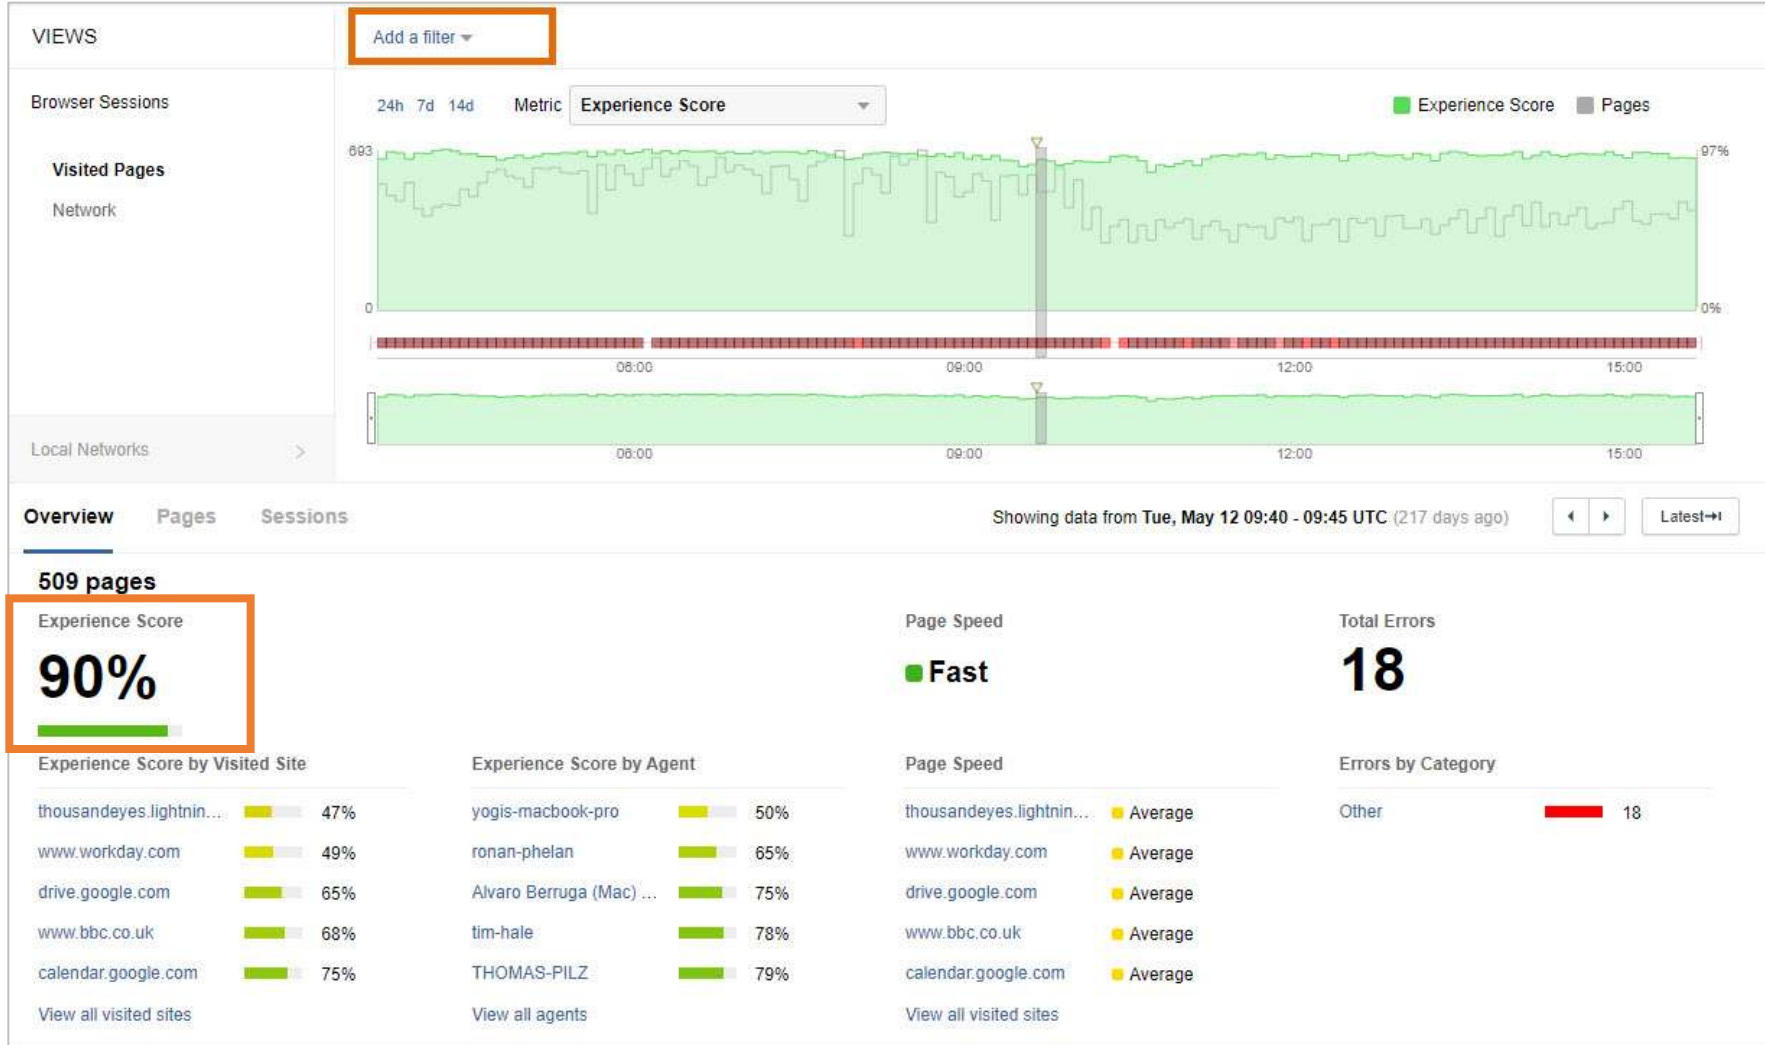 VIEWS
Add a filter
Browser Sessions
Visited Pages
Network
Local Networks
24h 7d 14d Metric Experience Score
Experience Score Pages
693 97%
0 0%
06:00 09:00 12:00 15:00
06:00 09:00 12:00 15:00
Overview Pages Sessions
Showing data from Tue, May 12 09:40 - 09:45 UTC (217 days ago)
Latest
509 pages
Experience Score Page Speed Total Errors
90% Fast 18
Experience Score by Visited Site Experience Score by Agent Page Speed Errors by Category
thousandeyes.lightnin... 47% yogis-macbook-pro 50% thousandeyes.lightnin... Average Other 18
www.workday.com 49% ronan-phelan 65% www.workday.com Average
drive.google.com 65% Alvaro Berruga (Mac) ... 75% drive.google.com Average
www.bbc.co.uk 68% tim-hale 78% www.bbc.co.uk Average
calendar.google.com 75% THOMAS-PILZ 79% calendar.google.com Average
View all visited sites View all agents View all visited sites